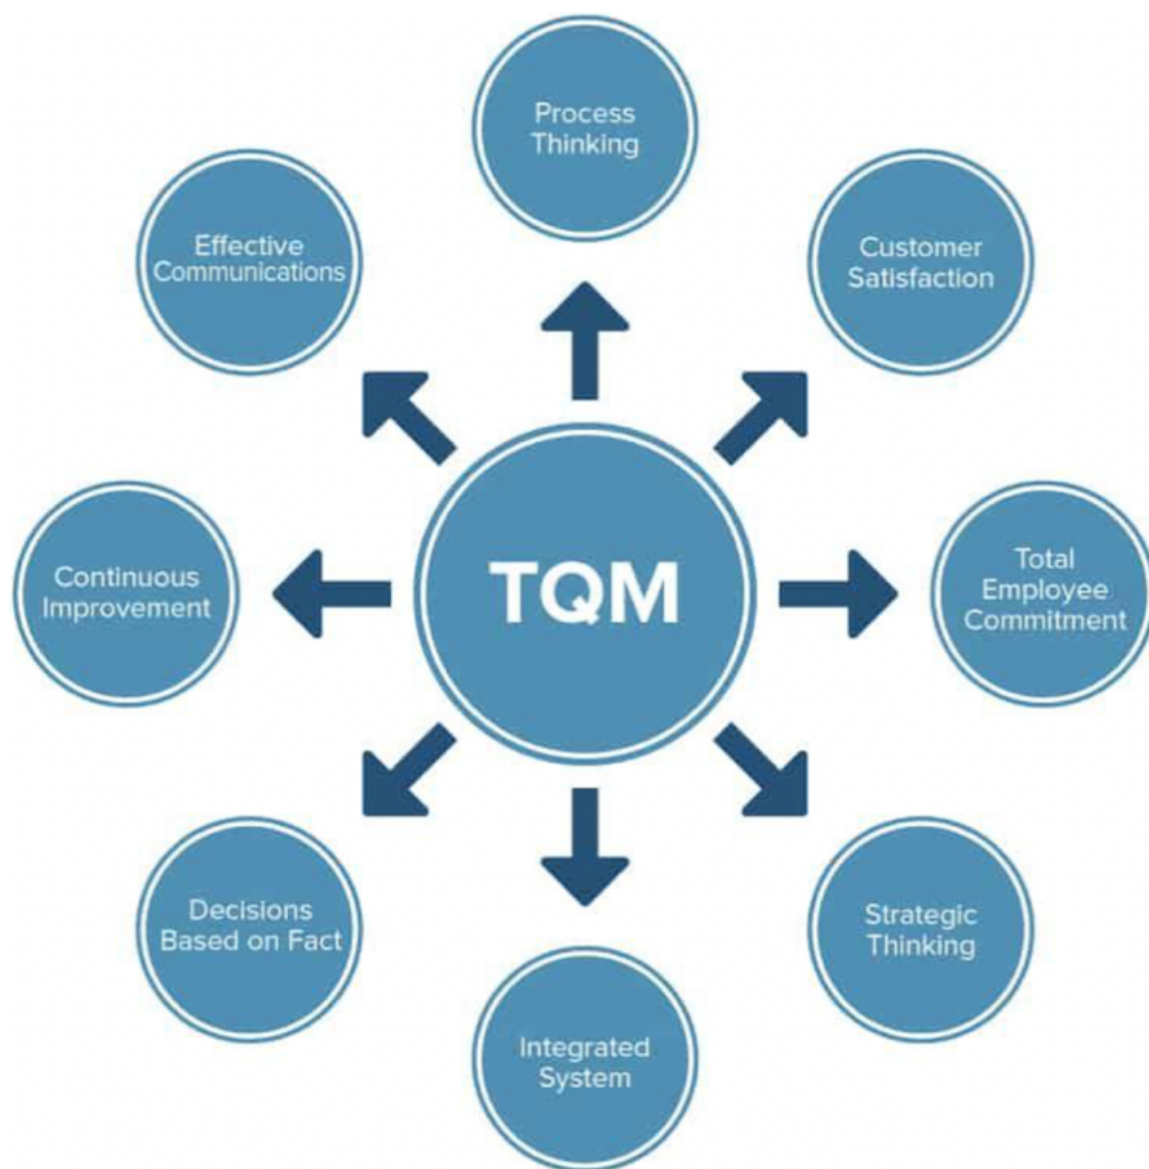 Process
Thinking
Customer
Satisfaction
Total
Employee
Commitment
Strategic
Thinking
Integrated
System
Decisions
Based on Fact
Continuous
Improvement
Effective
Communications
TQM